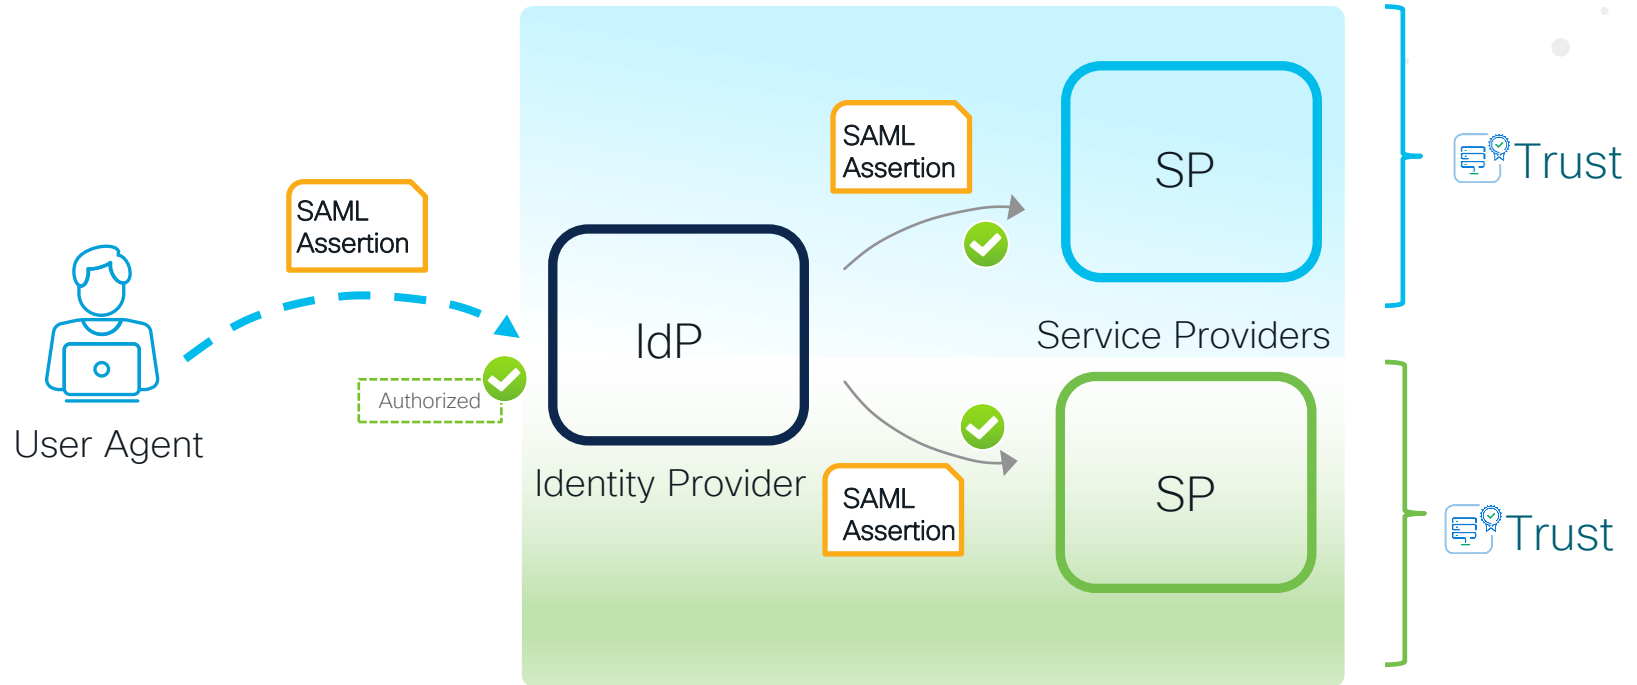 SAML
Assertion
SP
Trust
SAML
Assertion
IdP
Service Providers
Authorized
User Agent
Identity Provider
SAML
Assertion
SP
Trust